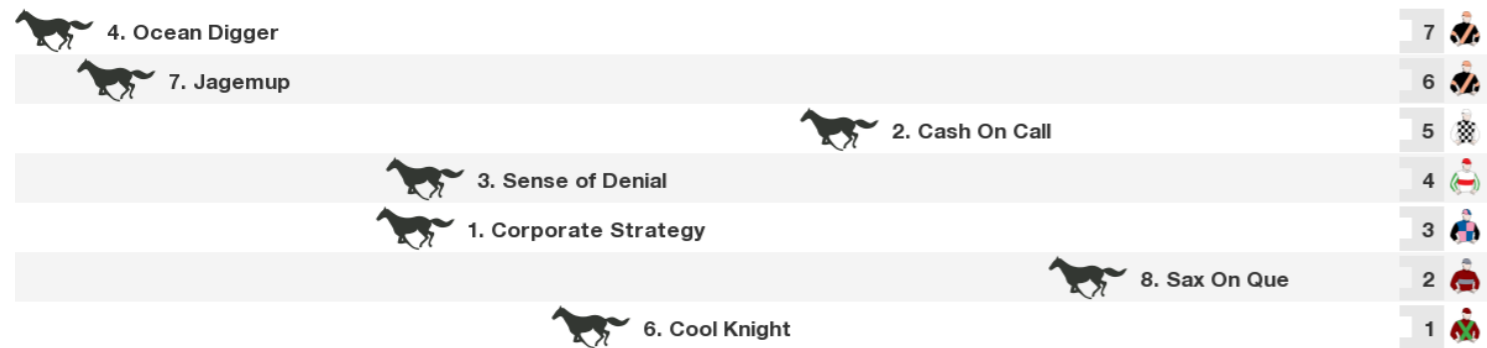 4. Ocean Digger 7
7. Jagemup 6
2. Cash On Call 5
3. Sense of Denial 4
1. Corporate Strategy 3
8. Sax On Que 2
6. Cool Knight 1